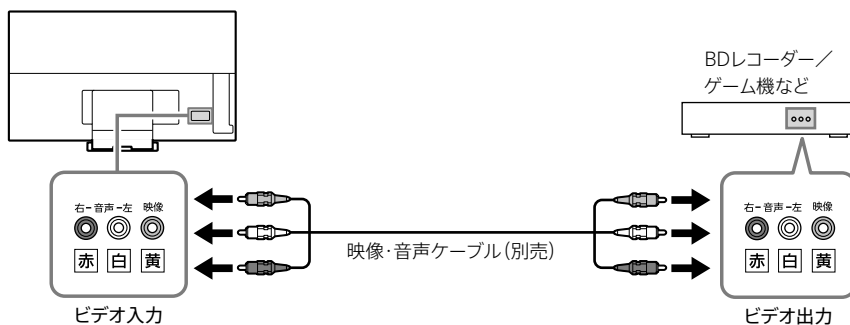 BDレコーダー／
ゲーム機など
右-音声-左 映像
赤 白 黄
ビデオ入力
映像・音声ケーブル(別売)
右-音声-左 映像
赤 白 黄
ビデオ出力